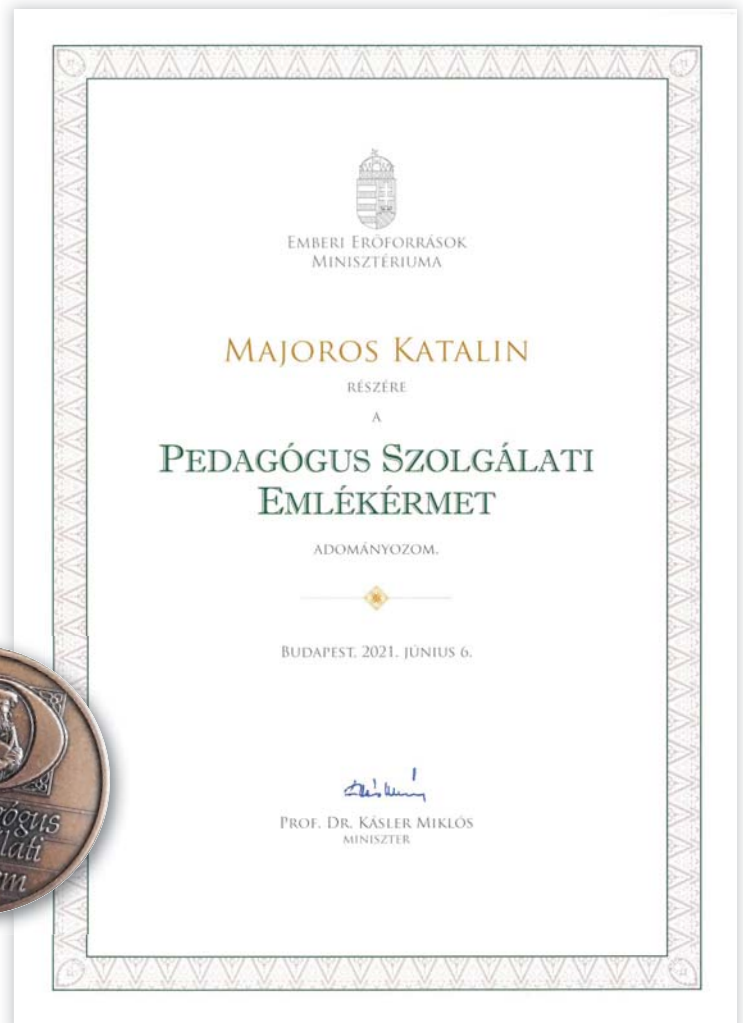 EMBERI ERŐFORRÁSOK
MINISZTÉRIUMA
MAJOROS KATALIN
RÉSZÉRE
A
PEDAGÓGUS SZOLGÁLATI
EMLÉKÉRMET
ADOMÁNYOZOM.
BUDAPEST, 2021. JÚNIUS 6.
PROF. DR. KÁSLER MIKLÓS
MINISZTER